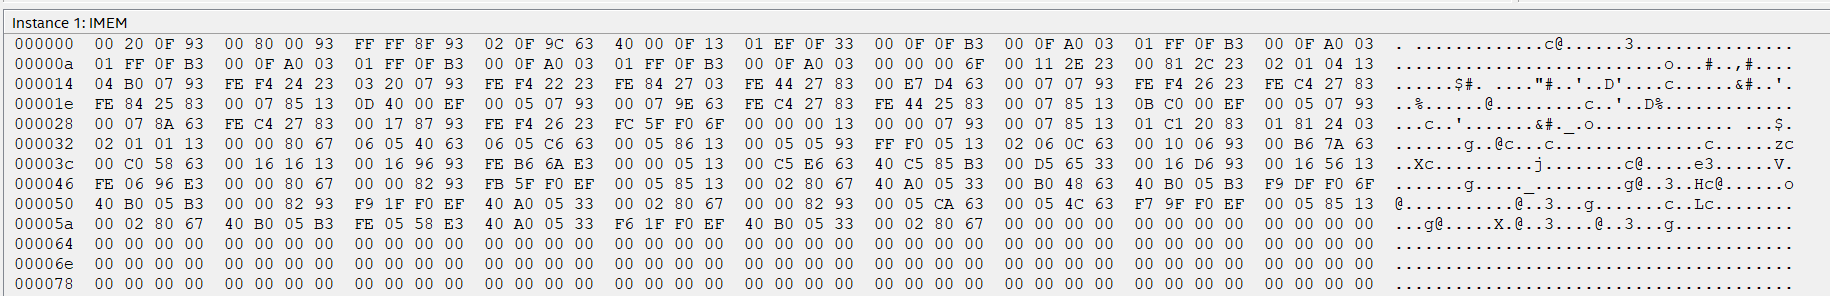 Instance 1: IMEM
000000 00 20 0F 93 00 80 00 93 FF FF 8F 93 02 0F 9C 63 40 00 0F 13 01 EF 0F 33 00 0F 0F B3 00 0F A0 03 01 FF 0F B3 00 0F A0 03 . ..............c@......3................
00000a 01 FF 0F B3 00 0F A0 03 01 FF 0F B3 00 0F A0 03 01 FF 0F B3 00 0F A0 03 00 00 00 6F 00 11 2E 23 00 81 2C 23 02 01 04 13 ...........................o...#..,#....
000014 04 B0 07 93 FE F4 24 23 03 20 07 93 FE F4 22 23 FE 84 27 03 FE 44 27 83 00 E7 D4 63 00 07 07 93 FE F4 26 23 FE C4 27 83 ......$#. ...."#..'..D'....c......&#..'.
00001e FE 84 25 83 00 07 85 13 0D 40 00 EF 00 05 07 93 00 07 9E 63 FE C4 27 83 FE 44 25 83 00 07 85 13 0B C0 00 EF 00 05 07 93 ..%......@.........c..'..D%.............
000028 00 07 8A 63 FE C4 27 83 00 17 87 93 FE F4 26 23 FC 5F F0 6F 00 00 00 13 00 00 07 93 00 07 85 13 01 C1 20 83 01 81 24 03 ...c..'.......&#._.o.............. ...$.
000032 02 01 01 13 00 00 80 67 06 05 40 63 06 05 C6 63 00 05 86 13 00 05 05 93 FF F0 05 13 02 06 0C 63 00 10 06 93 00 B6 7A 63 .......g..@c...c...............c......zc
00003c 00 C0 58 63 00 16 16 13 00 16 96 93 FE B6 6A E3 00 00 05 13 00 C5 E6 63 40 C5 85 B3 00 D5 65 33 00 16 D6 93 00 16 56 13 ..Xc..........j........c@.....e3......V.
000046 FE 06 96 E3 00 00 80 67 00 00 82 93 FB 5F F0 EF 00 05 85 13 00 02 80 67 40 A0 05 33 00 B0 48 63 40 B0 05 B3 F9 DF F0 6F .......g....._.........g@..3..Hc@......o
000050 40 B0 05 B3 00 00 82 93 F9 1F F0 EF 40 A0 05 33 00 02 80 67 00 00 82 93 00 05 CA 63 00 05 4C 63 F7 9F F0 EF 00 05 85 13 @...........@..3...g.......c..Lc........
00005a 00 02 80 67 40 B0 05 B3 FE 05 58 E3 40 A0 05 33 F6 1F F0 EF 40 B0 05 33 00 02 80 67 00 00 00 00 00 00 00 00 00 00 00 00 ...g@.....X.@..3....@..3...g............
000064 00 00 00 00 00 00 00 00 00 00 00 00 00 00 00 00 00 00 00 00 00 00 00 00 00 00 00 00 00 00 00 00 00 00 00 00 00 00 00 00 ........................................
00006e 00 00 00 00 00 00 00 00 00 00 00 00 00 00 00 00 00 00 00 00 00 00 00 00 00 00 00 00 00 00 00 00 00 00 00 00 00 00 00 00 ........................................
000078 00 00 00 00 00 00 00 00 00 00 00 00 00 00 00 00 00 00 00 00 00 00 00 00 00 00 00 00 00 00 00 00 00 00 00 00 00 00 00 00 ........................................